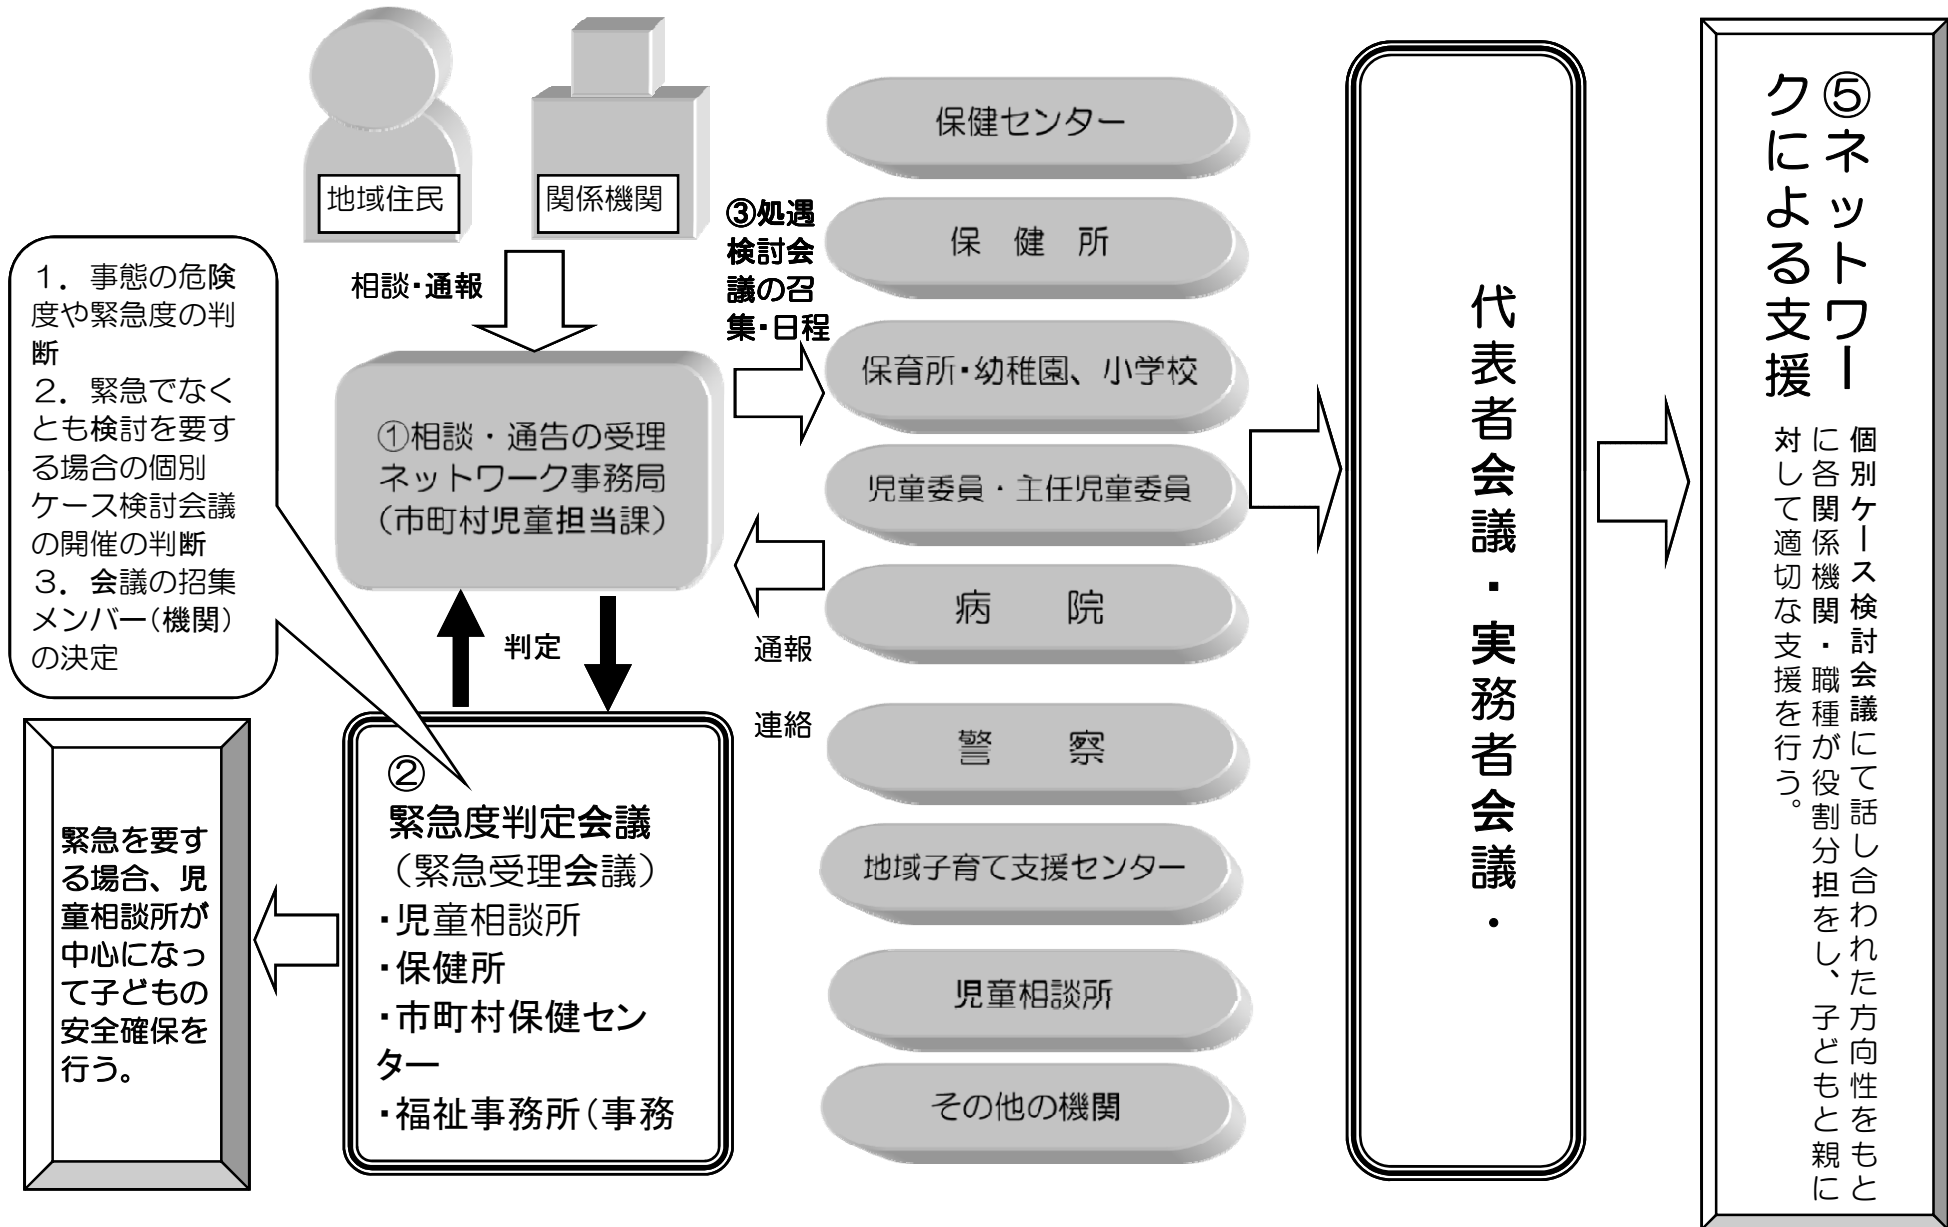 地域住民
関係機関
相談・通報
１．事態の危険
度や緊急度の判
断
２．緊急でなく
とも検討を要す
る場合の個別
ケース検討会議
の開催の判断
３．会議の招集
メンバー（機関）
の決定
①相談・通告の受理
ネットワーク事務局
（市町村児童担当課）
判定
②
緊急度判定会議
（緊急受理会議）
・児童相談所
・保健所
・市町村保健セン
ター
・福祉事務所（事務
緊急を要す
る場合、児
童相談所が
中心になっ
て子どもの
安全確保を
行う。
③処遇
検討会
議の召
集・日程
通報
連絡
保健センター
保　健　所
保育所・幼稚園、小学校
児童委員・主任児童委員
病　　院
警　　察
地域子育て支援センター
児童相談所
その他の機関
代表者会議・実務者会議・
⑤ネットワー
クによる支援
個別ケース検討会議にて話し合われた方向性をもと
に各関係機関・職種が役割分担をし、子どもと親に
対して適切な支援を行う。